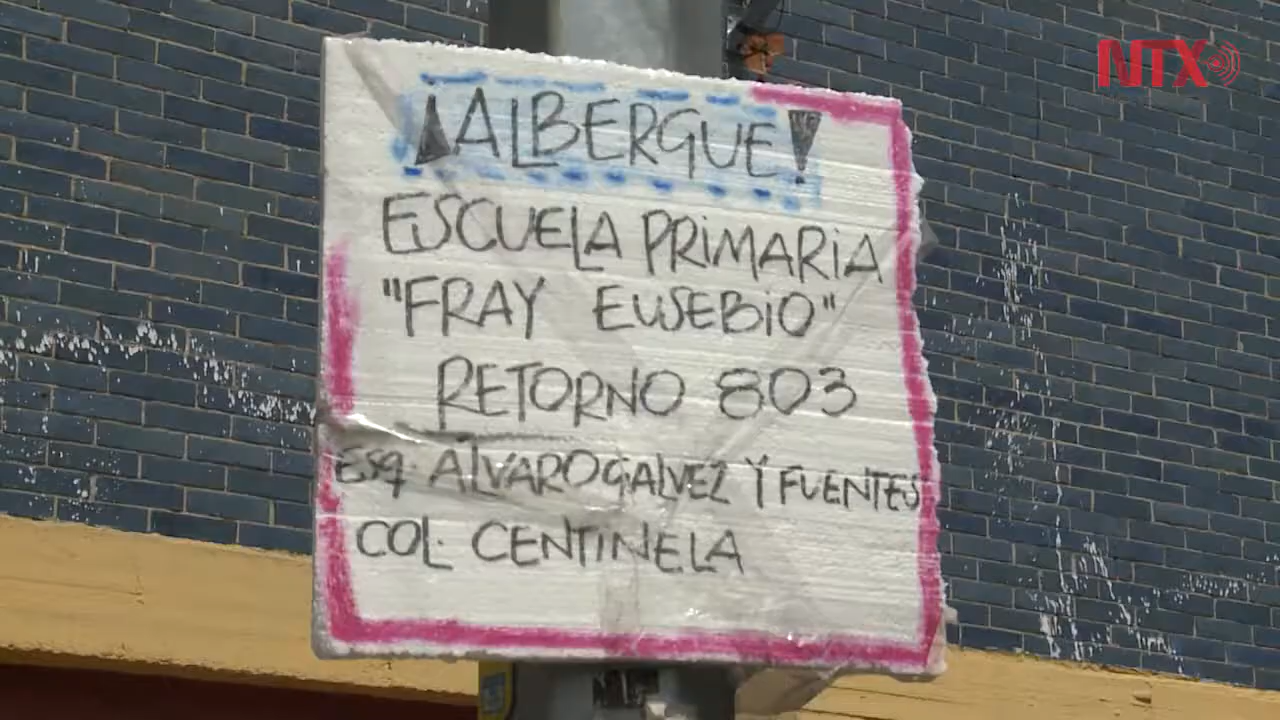 NTX
¡ALBERGUE!
ESCUELA PRIMARIA
"FRAY EUSEBIO"
RETORNO 803
ESQ. ALVARO GALVEZ Y FUENTES
COL. CENTINELA